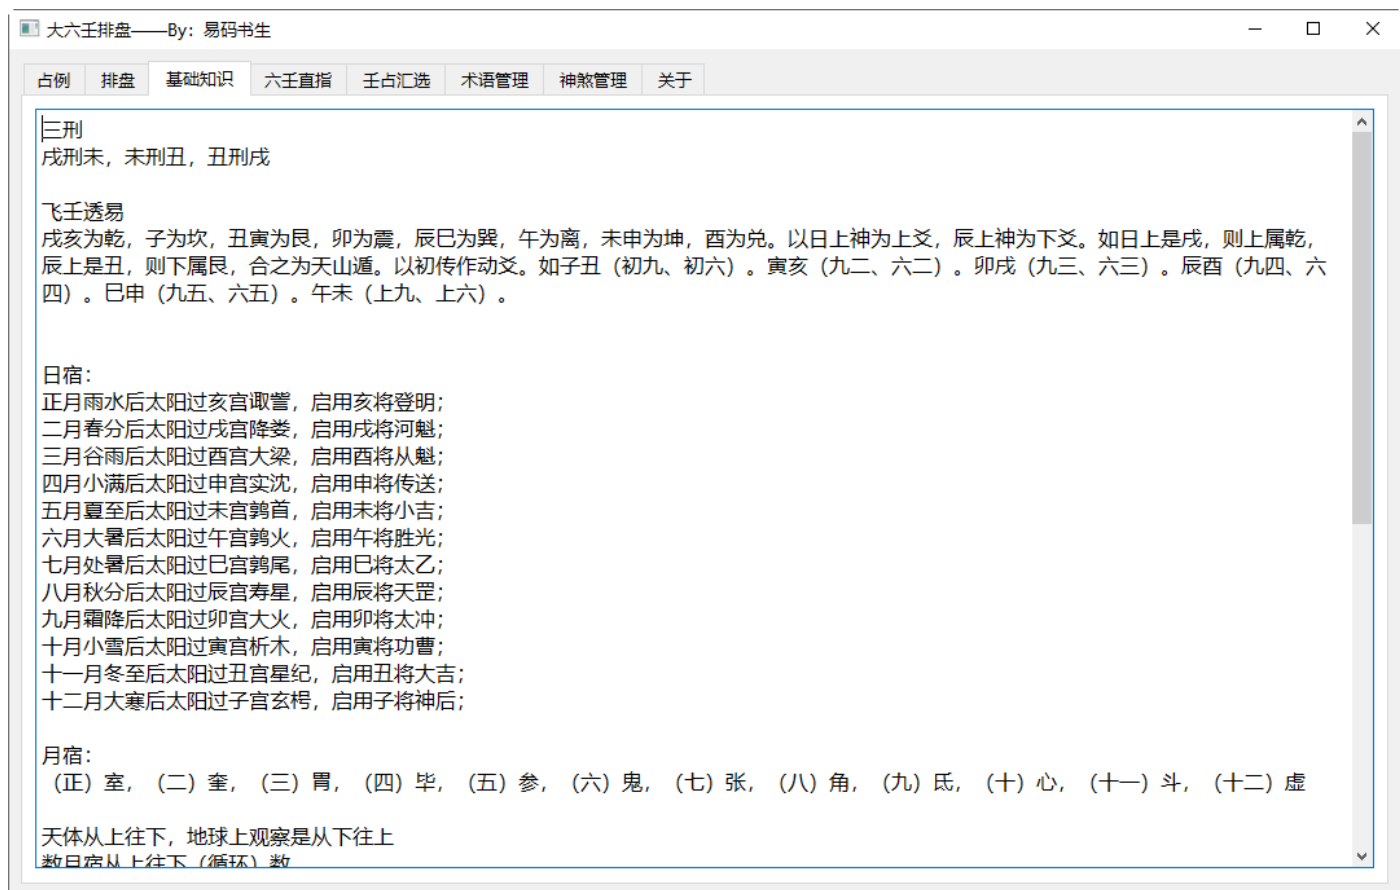 大六壬排盘——By：易码书生
占例 排盘 基础知识 六壬直指 壬占汇选 术语管理 神煞管理 关于
三刑
戌刑未，未刑丑，丑刑戌
飞壬透易
戌亥为乾，子为坎，丑寅为艮，卯为震，辰巳为巽，午为离，未申为坤，酉为兑。以日上神为上爻，辰上神为下爻。如日上是戌，则上属乾，
辰上是丑，则下属艮，合之为天山遁。以初传作动爻。如子丑（初九、初六）。寅亥（九二、六二）。卯戌（九三、六三）。辰酉（九四、六
四）。巳申（九五、六五）。午未（上九、上六）。
日宿：
正月雨水后太阳过亥宫诹訾，启用亥将登明；
二月春分后太阳过戌宫降娄，启用戌将河魁；
三月谷雨后太阳过酉宫大梁，启用酉将从魁；
四月小满后太阳过申宫实沈，启用申将传送；
五月夏至后太阳过未宫鹑首，启用未将小吉；
六月大暑后太阳过午宫鹑火，启用午将胜光；
七月处暑后太阳过巳宫鹑尾，启用巳将太乙；
八月秋分后太阳过辰宫寿星，启用辰将天罡；
九月霜降后太阳过卯宫大火，启用卯将太冲；
十月小雪后太阳过寅宫析木，启用寅将功曹；
十一月冬至后太阳过丑宫星纪，启用丑将大吉；
十二月大寒后太阳过子宫玄枵，启用子将神后；
月宿：
（正）室，（二）奎，（三）胃，（四）毕，（五）参，（六）鬼，（七）张，（八）角，（九）氐，（十）心，（十一）斗，（十二）虚
天体从上往下，地球上观察是从下往上
数月宿从上往下（循环）数